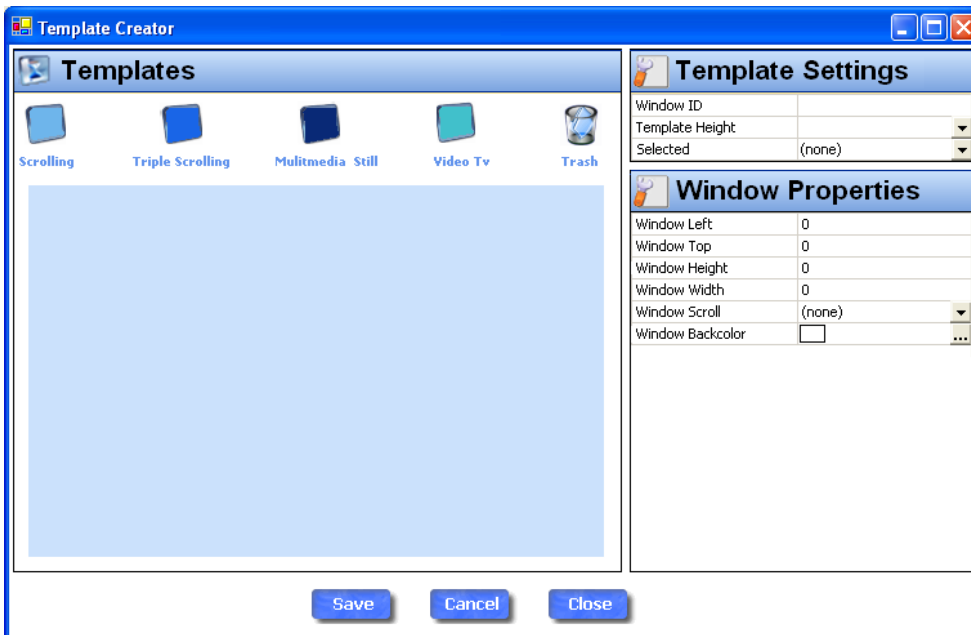 Template Creator
Templates
Scrolling
Triple Scrolling
Mulitmedia Still
Video Tv
Trash
Template Settings
Window ID
Template Height
Selected (none)
Window Properties
Window Left 0
Window Top 0
Window Height 0
Window Width 0
Window Scroll (none)
Window Backcolor ...
Save
Cancel
Close